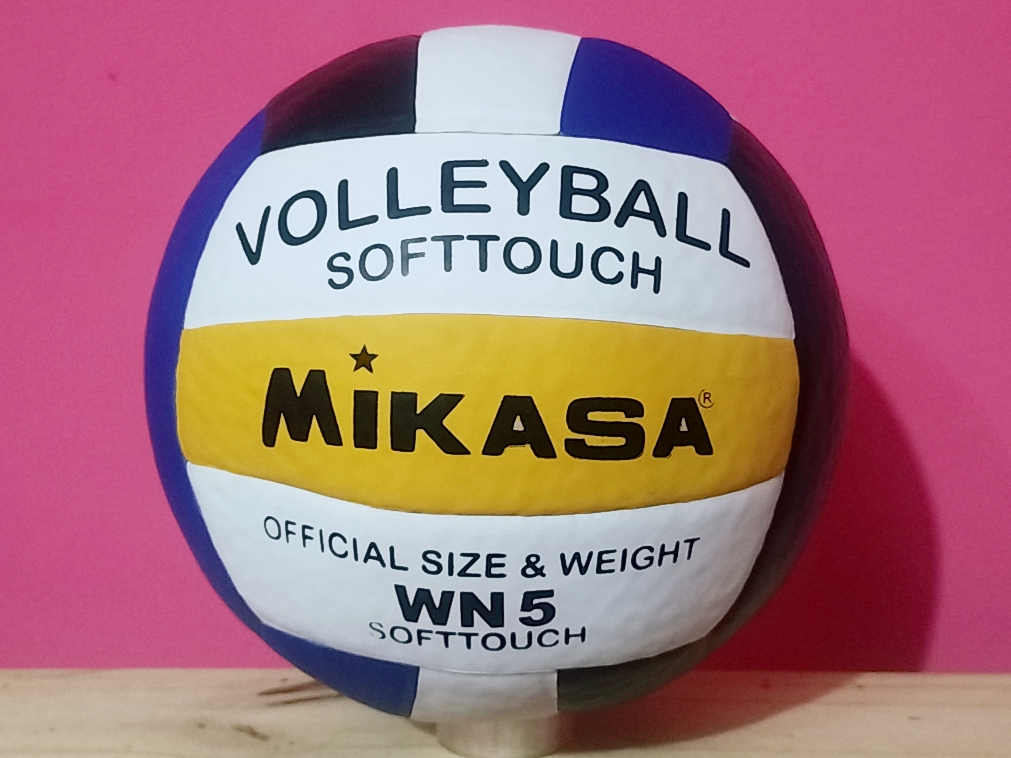 VOLLEYBALL
SOFTTOUCH
MIKASA®
OFFICIAL SIZE & WEIGHT
WN5
SOFTTOUCH